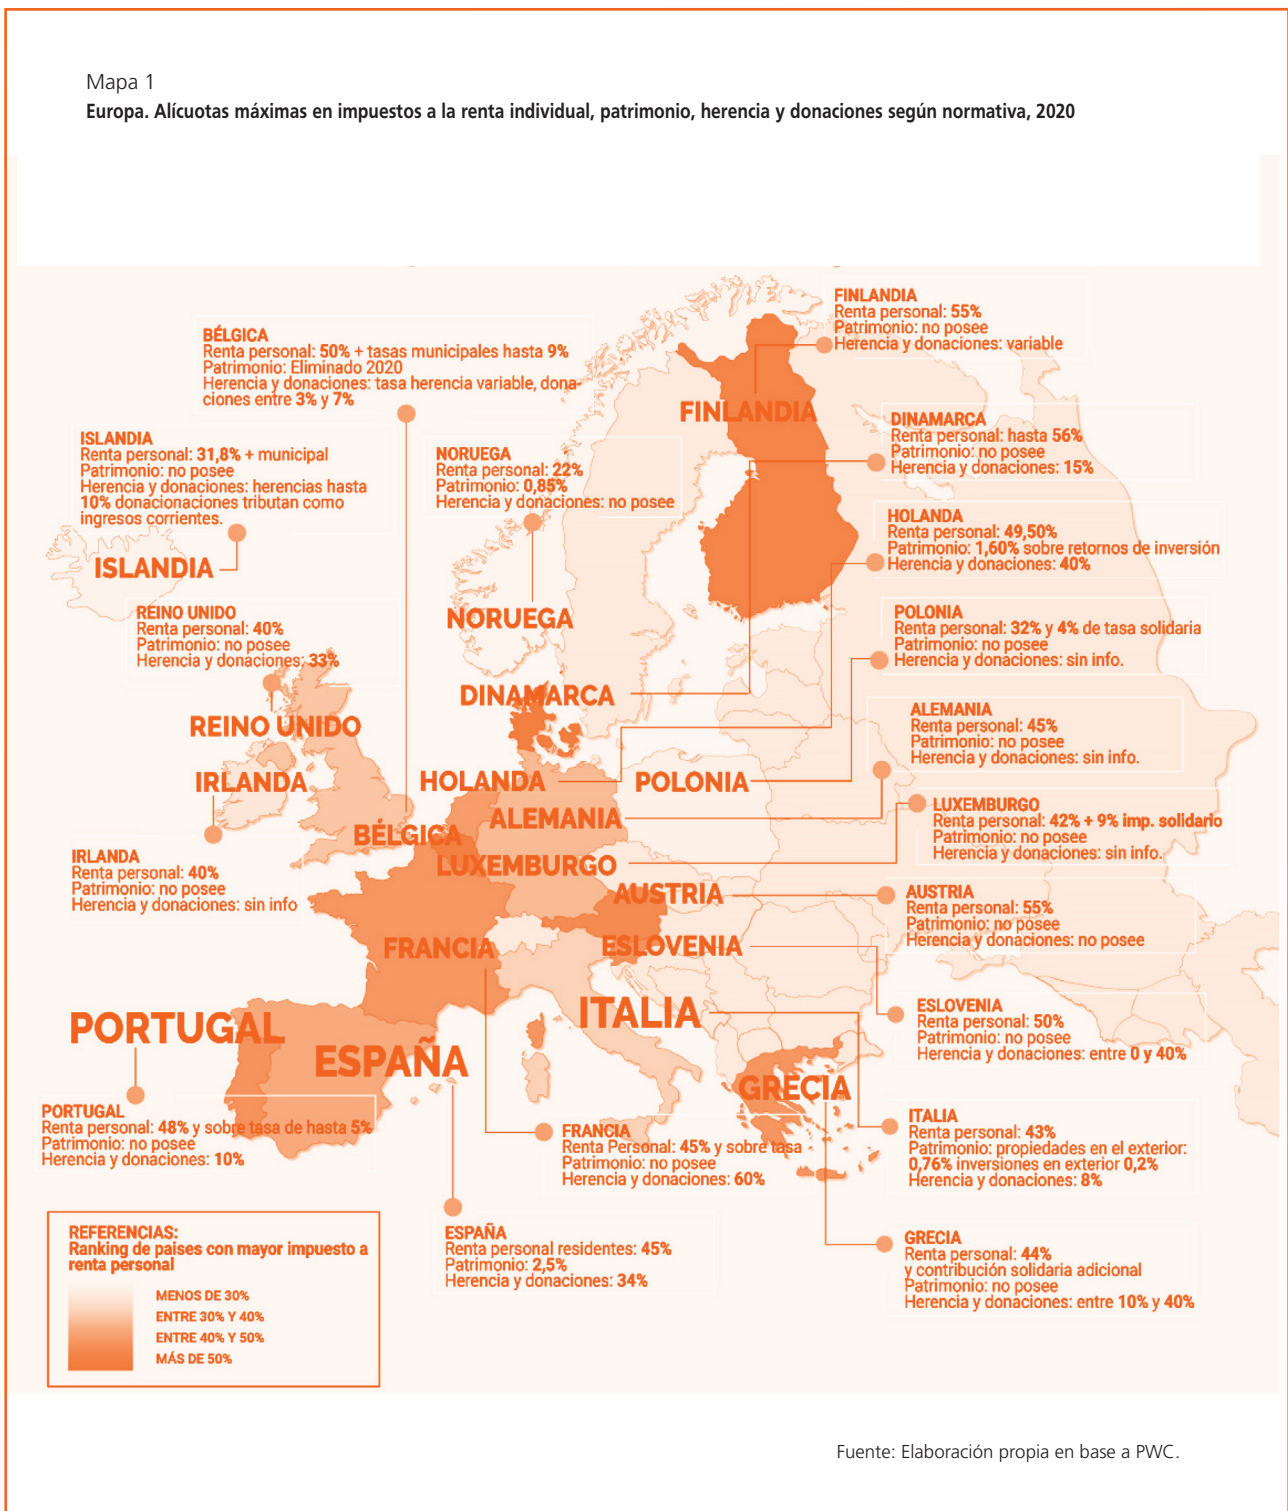 Mapa 1
Europa. Alícuotas máximas en impuestos a la renta individual, patrimonio, herencia y donaciones según normativa, 2020
FINLANDIA
Renta personal: 55%
Patrimonio: no posee
Herencia y donaciones: variable
BÉLGICA
Renta personal: 50% + tasas municipales hasta 9%
Patrimonio: Eliminado 2020
Herencia y donaciones: tasa herencia variable, dona-
ciones entre 3% y 7%
FINLANDIA
DINAMARCA
Renta personal: hasta 56%
Patrimonio: no posee
Herencia y donaciones: 15%
ISLANDIA
Renta personal: 31,8% + municipal
Patrimonio: no posee
Herencia y donaciones: herencias hasta
10% donacionaciones tributan como
ingresos corrientes.
NORUEGA
Renta personal: 22%
Patrimonio: 0,85%
Herencia y donaciones: no posee
HOLANDA
Renta personal: 49,50%
Patrimonio: 1,60% sobre retornos de inversión
Herencia y donaciones: 40%
ISLANDIA
REINO UNIDO
Renta personal: 40%
Patrimonio: no posee
Herencia y donaciones: 33%
NORUEGA
POLONIA
Renta personal: 32% y 4% de tasa solidaria
Patrimonio: no posee
Herencia y donaciones: sin info.
DINAMARCA
REINO UNIDO
ALEMANIA
Renta personal: 45%
Patrimonio: no posee
Herencia y donaciones: sin info.
IRLANDA
HOLANDA
POLONIA
ALEMANIA
BÉLGICA
LUXEMBURGO
LUXEMBURGO
Renta personal: 42% + 9% imp. solidario
Patrimonio: no posee
Herencia y donaciones: sin info.
IRLANDA
Renta personal: 40%
Patrimonio: no posee
Herencia y donaciones: sin info
AUSTRIA
AUSTRIA
Renta personal: 55%
Patrimonio: no posee
Herencia y donaciones: no posee
FRANCIA
ESLOVENIA
ITALIA
ESLOVENIA
Renta personal: 50%
Patrimonio: no posee
Herencia y donaciones: entre 0 y 40%
PORTUGAL
ESPAÑA
GRECIA
PORTUGAL
Renta personal: 48% y sobre tasa de hasta 5%
Patrimonio: no posee
Herencia y donaciones: 10%
FRANCIA
Renta Personal: 45% y sobre tasa
Patrimonio: no posee
Herencia y donaciones: 60%
ITALIA
Renta personal: 43%
Patrimonio: propiedades en el exterior:
0,76% inversiones en exterior 0,2%
Herencia y donaciones: 8%
ESPAÑA
Renta personal residentes: 45%
Patrimonio: 2,5%
Herencia y donaciones: 34%
GRECIA
Renta personal: 44%
y contribución solidaria adicional
Patrimonio: no posee
Herencia y donaciones: entre 10% y 40%
REFERENCIAS:
Ranking de paises con mayor impuesto a
renta personal
MENOS DE 30%
ENTRE 30% Y 40%
ENTRE 40% Y 50%
MÁS DE 50%
Fuente: Elaboración propia en base a PWC.